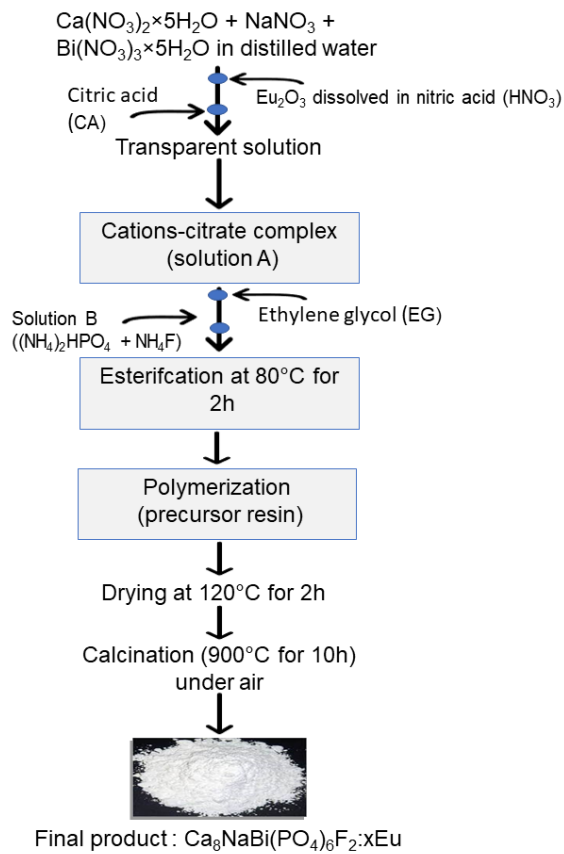 Ca(NO₃)₂×5H₂O + NaNO₃ +
Bi(NO₃)₃×5H₂O in distilled water
Eu₂O₃ dissolved in nitric acid (HNO₃)
Citric acid
(CA)
Transparent solution
Cations-citrate complex
(solution A)
Ethylene glycol (EG)
Solution B
((NH₄)₂HPO₄ + NH₄F)
Esterifcation at 80°C for
2h
Polymerization
(precursor resin)
Drying at 120°C for 2h
Calcination (900°C for 10h)
under air
Final product : Ca₈NaBi(PO₄)₆F₂:xEu